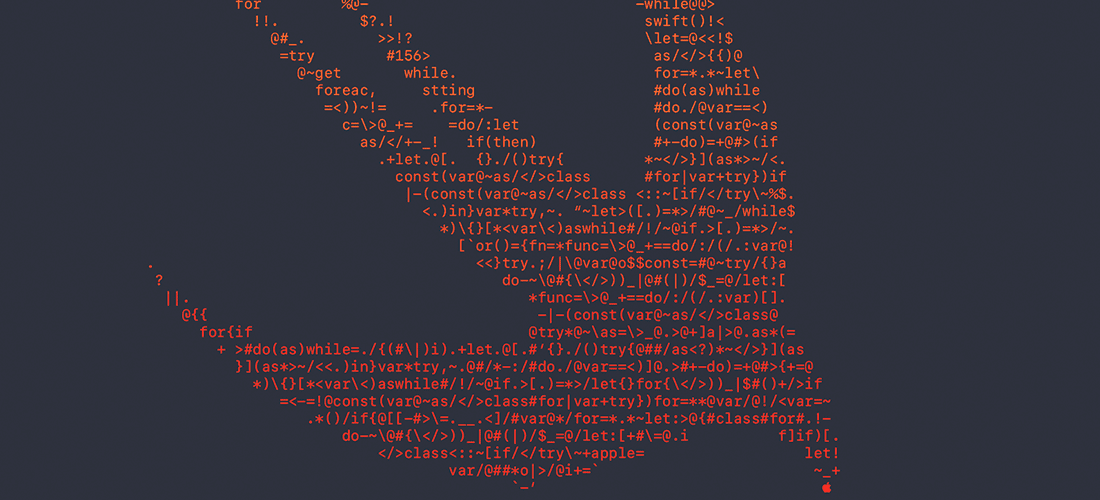 for %@- -while@@>
!!. $?.! swift()!<
@#_. >>!? \let=@<<!$
=try #156> as/</>{{)@
@~get while. for=*.*~let\
foreac, stting #do(as)while
=<))~!= .for=*- #do./@var==<)
c=\>@_+= =do/:let (const(var@~as
as/</+-_! if(then) #+-do)=+@#>(if
.+let.@[. {}./()try{ *~</>}](as*>~/<.
const(var@~as/</>class #for|var+try})if
|-(const(var@~as/</>class <::~[if/</try\~%$.
<.)in}var*try,~. "~let>([.)=*>/#@~_/while$
*)\{}[*<var\<)aswhile#/!/~@if.>[.)=*>/~.
[`or()={fn=*func=\>@_+==do/:/(/.:var@!
. <<}try.;/|\@var@o$$const=#@~try/{}a
? do-~\@#{\</>))_|@#(|)/$_=@/let:[
||. *func=\>@_+==do/:/(/.:var)[].
@{{ -|-(const(var@~as/</>class@
for{if @try*@~\as=\>_@.>@+]a|>@.as*(=
+ >#do(as)while=./{(#\|)i).+let.@[.#'{}./()try{@##/as<?)*~</>}](as
}](as*>~/<<.)in}var*try,~.@#/*-:/#do./@var==<)]@.>#+-do)=+@#>{+=@
*)\{}[*<var\<)aswhile#/!/~@if.>[.)=*>/let{}for{\</>))_|$#()+/>if
=<-=!@const(var@~as/</>class#for|var+try})for=**@var/@!/<var=~
.*()/if{@[[-#>\=.__.<]/#var@*/for=*.*~let:>@{#class#for#.!-
do-~\@#{\</>))_|@#(|)/$_=@/let:[+#\=@.i f]if)[.
</>class<::~[if/</try\~+apple= let!
var/@##*o|>/@i+=` ~_+
`-'